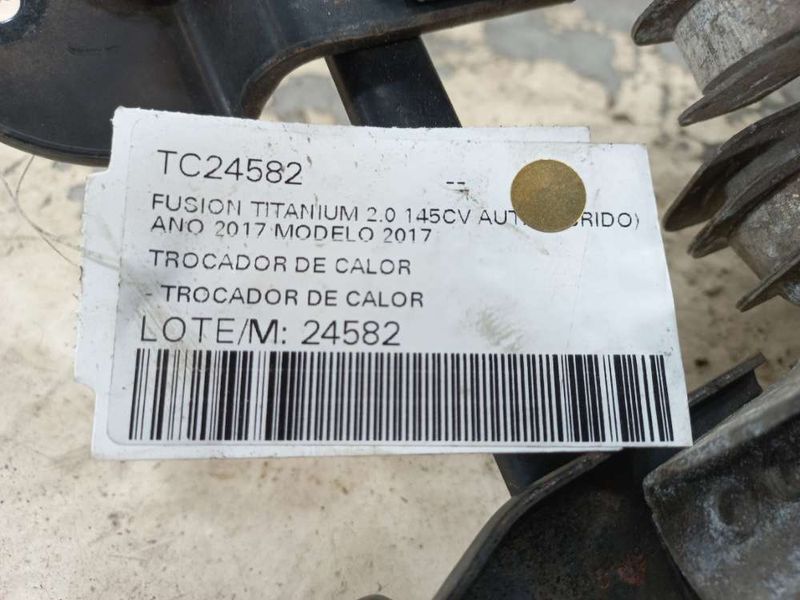 TC24582 --
FUSION TITANIUM 2.0 145CV AUT
ANO 2017 MODELO 2017
TROCADOR DE CALOR
- TROCADOR DE CALOR
LOTE/M: 24582